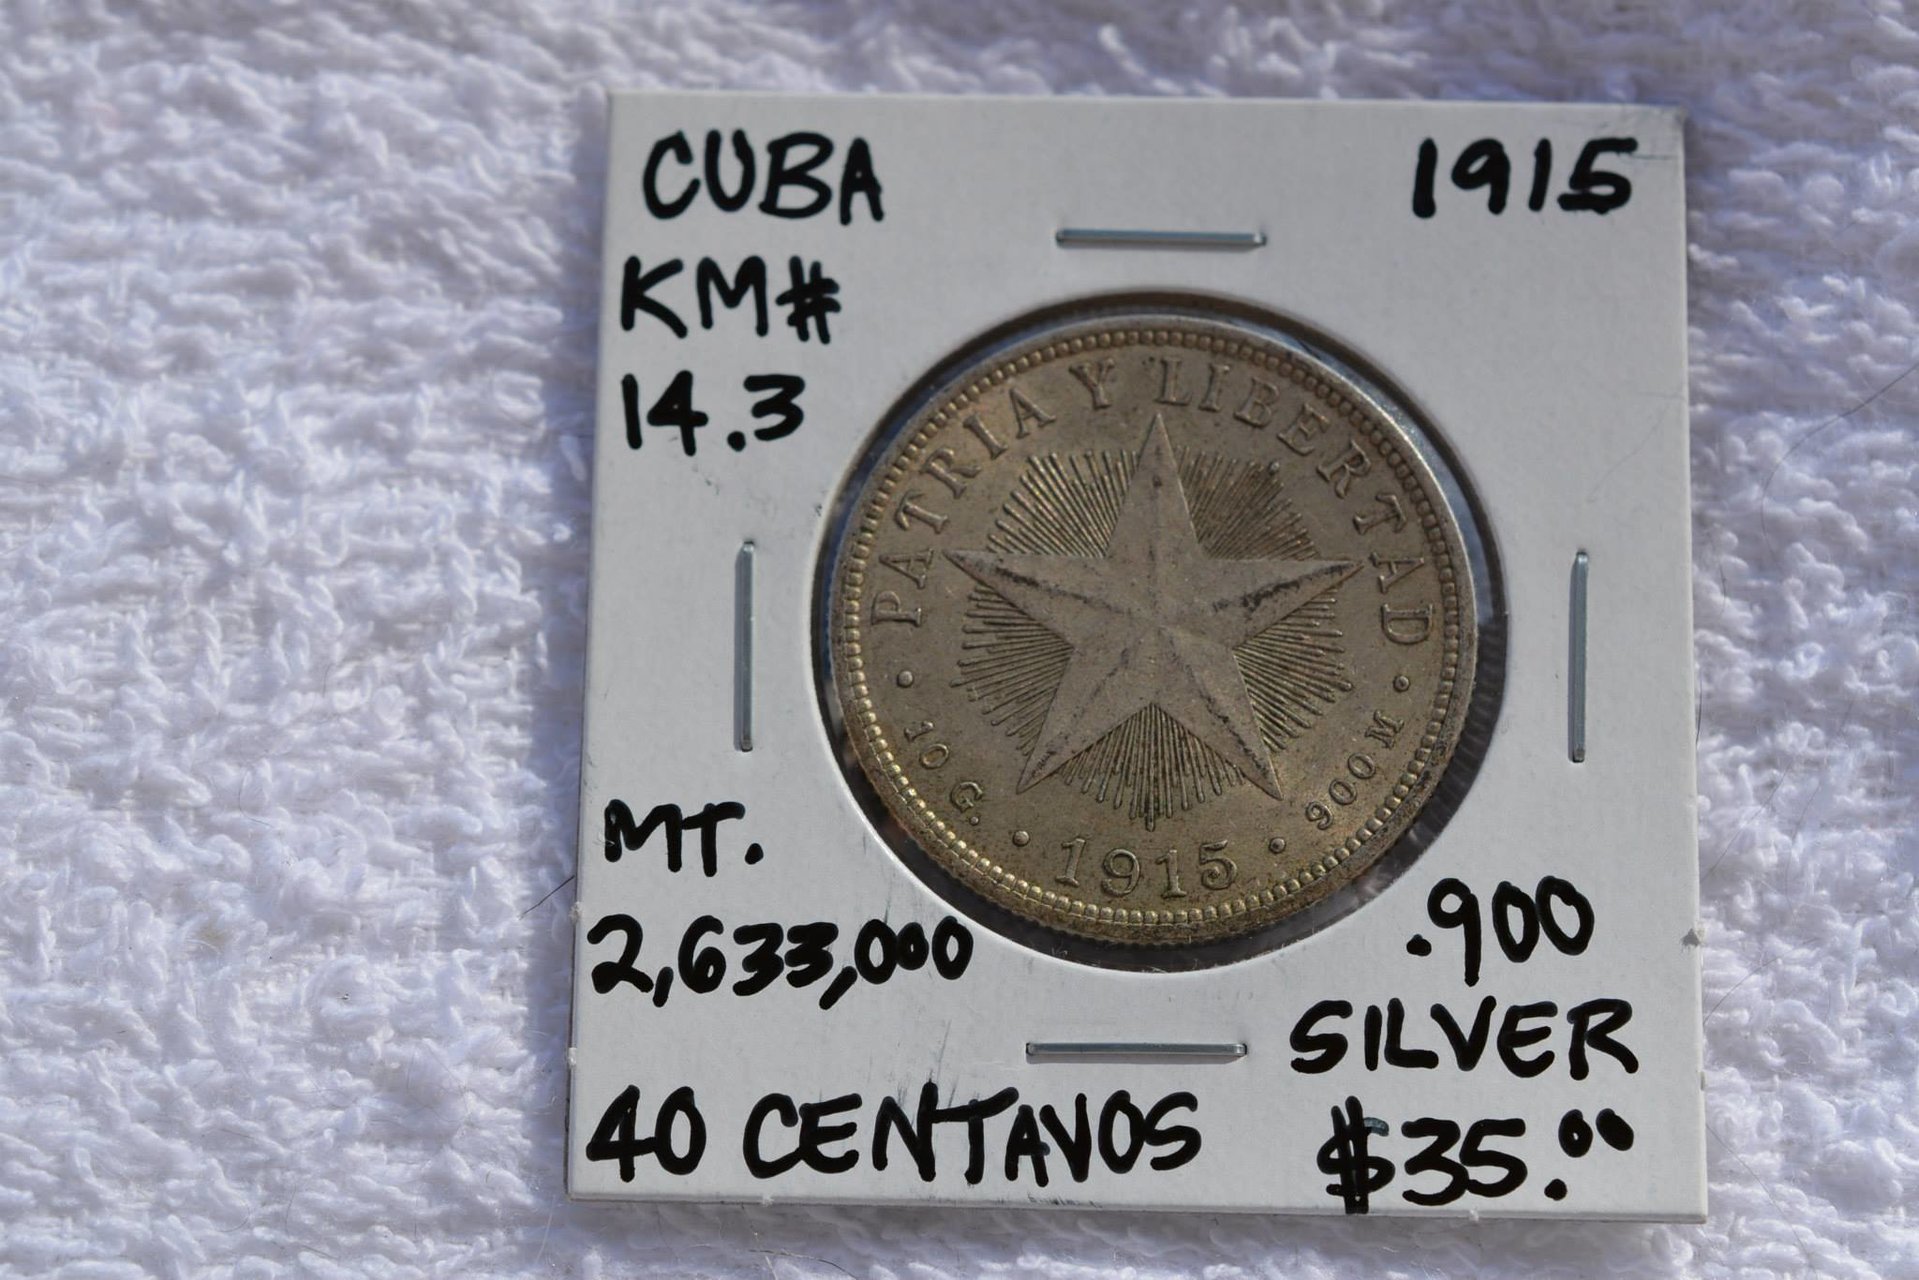 CUBA
1915
KM#
14.3
PATRIA Y LIBERTAD
10 G.
1915
900 M
MT.
2,633,000
.900
SILVER
40 CENTAVOS
$35.00